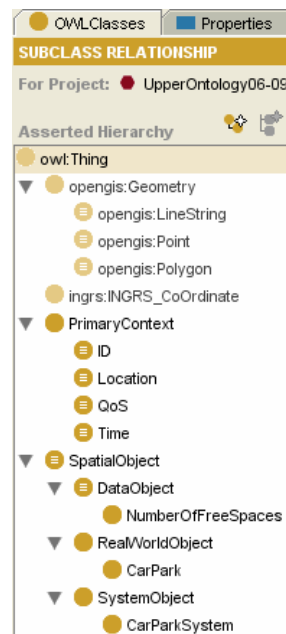 OWLClasses Properties
SUBCLASS RELATIONSHIP
For Project: UpperOntology06-09
Asserted Hierarchy
owl:Thing
opengis:Geometry
opengis:LineString
opengis:Point
opengis:Polygon
ingrs:INGRS_CoOrdinate
PrimaryContext
ID
Location
QoS
Time
SpatialObject
DataObject
NumberOfFreeSpaces
RealWorldObject
CarPark
SystemObject
CarParkSystem